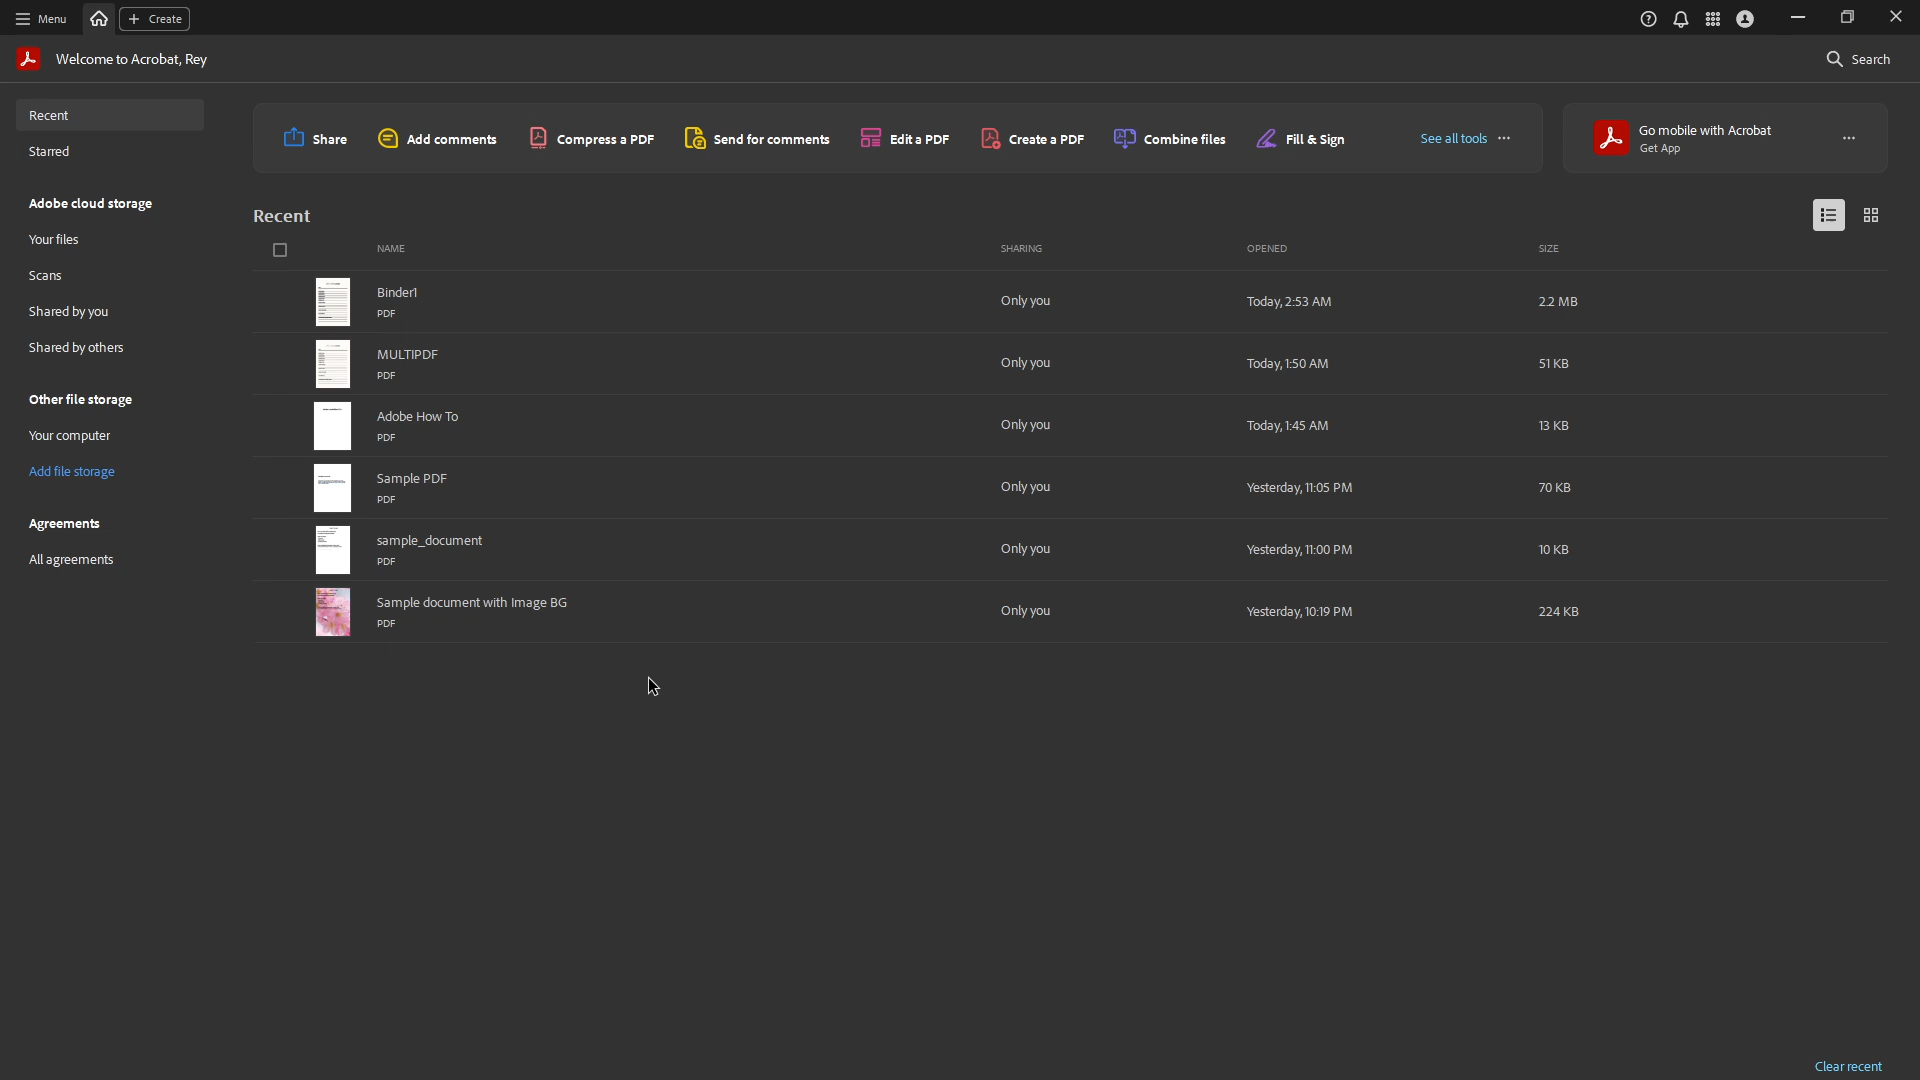 Menu
Create
Welcome to Acrobat, Rey
Search
Recent
Starred
Adobe cloud storage
Your files
Scans
Shared by you
Shared by others
Other file storage
Your computer
Add file storage
Agreements
All agreements
Share
Add comments
Compress a PDF
Send for comments
Edit a PDF
Create a PDF
Combine files
Fill & Sign
See all tools
Go mobile with Acrobat
Get App
Recent
NAME SHARING OPENED SIZE
Binder1 Only you Today, 2:53 AM 2.2 MB
PDF
MULTIPDF Only you Today, 1:50 AM 51 KB
PDF
Adobe How To Only you Today, 1:45 AM 13 KB
PDF
Sample PDF Only you Yesterday, 11:05 PM 70 KB
PDF
sample_document Only you Yesterday, 11:00 PM 10 KB
PDF
Sample document with Image BG Only you Yesterday, 10:19 PM 224 KB
PDF
Clear recent